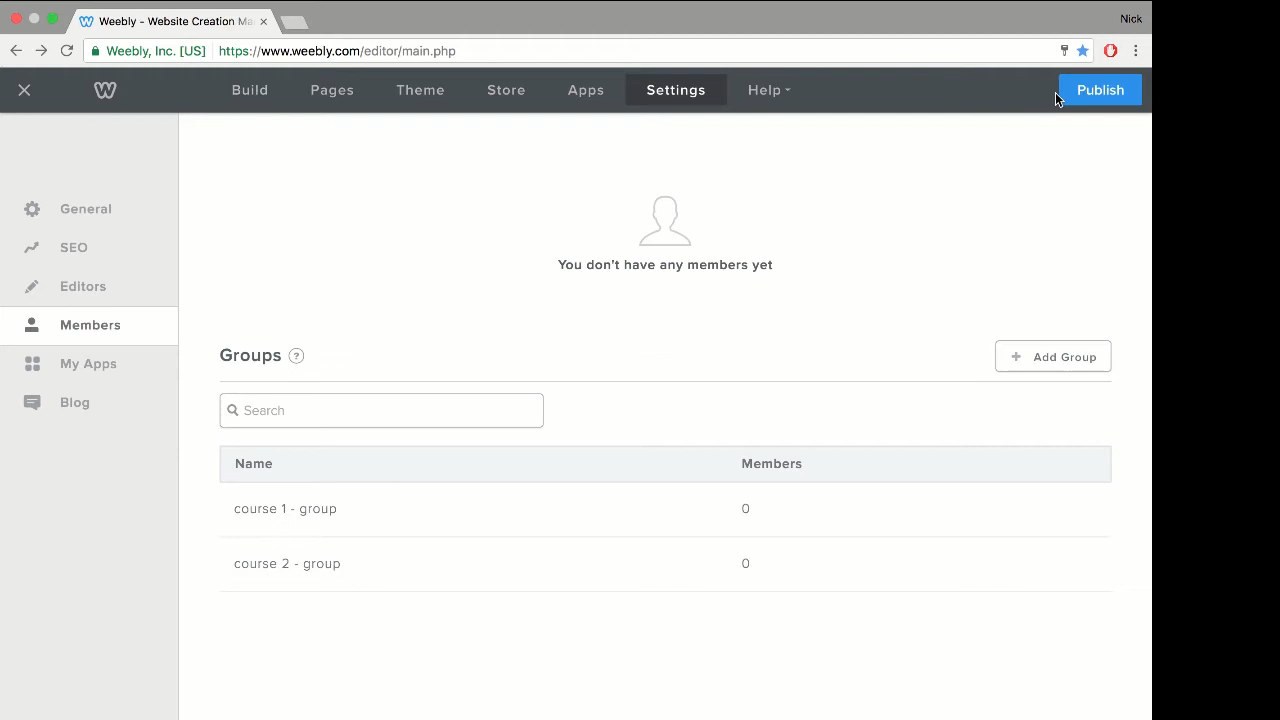 Weebly - Website Creation Ma
Nick
Weebly, Inc. [US] https://www.weebly.com/editor/main.php
Build Pages Theme Store Apps Settings Help Publish
General
SEO
Editors
Members
My Apps
Blog
You don't have any members yet
Groups ?
+ Add Group
Search
Name Members
course 1 - group 0
course 2 - group 0